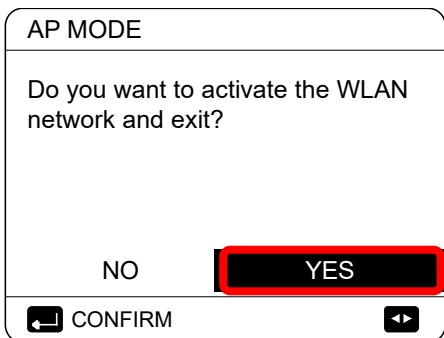 AP MODE
Do you want to activate the WLAN
network and exit?
NO YES
CONFIRM